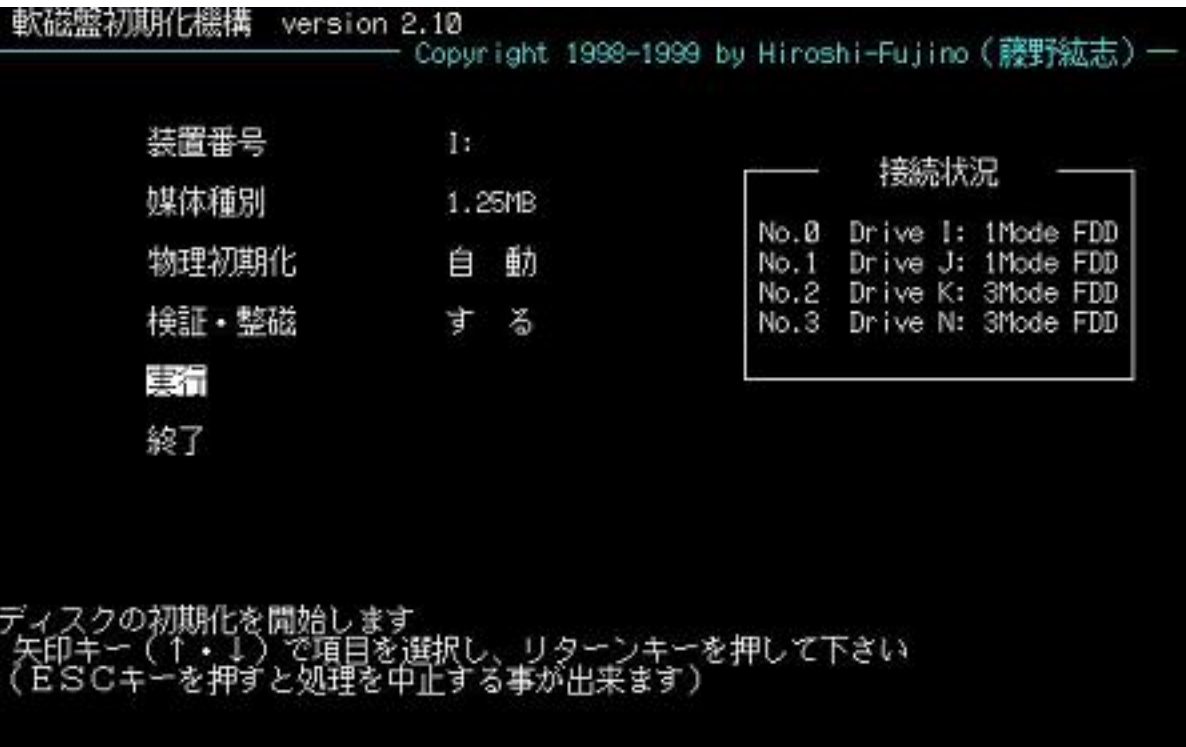 軟磁盤初期化機構 version 2.10
Copyright 1998-1999 by Hiroshi-Fujino（藤野紘志）
装置番号 I:
媒体種別 1.25MB
物理初期化 自 動
検証・整磁 す る
実行
終了
接続状況
No.0 Drive I: 1Mode FDD
No.1 Drive J: 1Mode FDD
No.2 Drive K: 3Mode FDD
No.3 Drive N: 3Mode FDD
ディスクの初期化を開始します
矢印キー（↑・↓）で項目を選択し、リターンキーを押して下さい
（ＥＳＣキーを押すと処理を中止する事が出来ます）